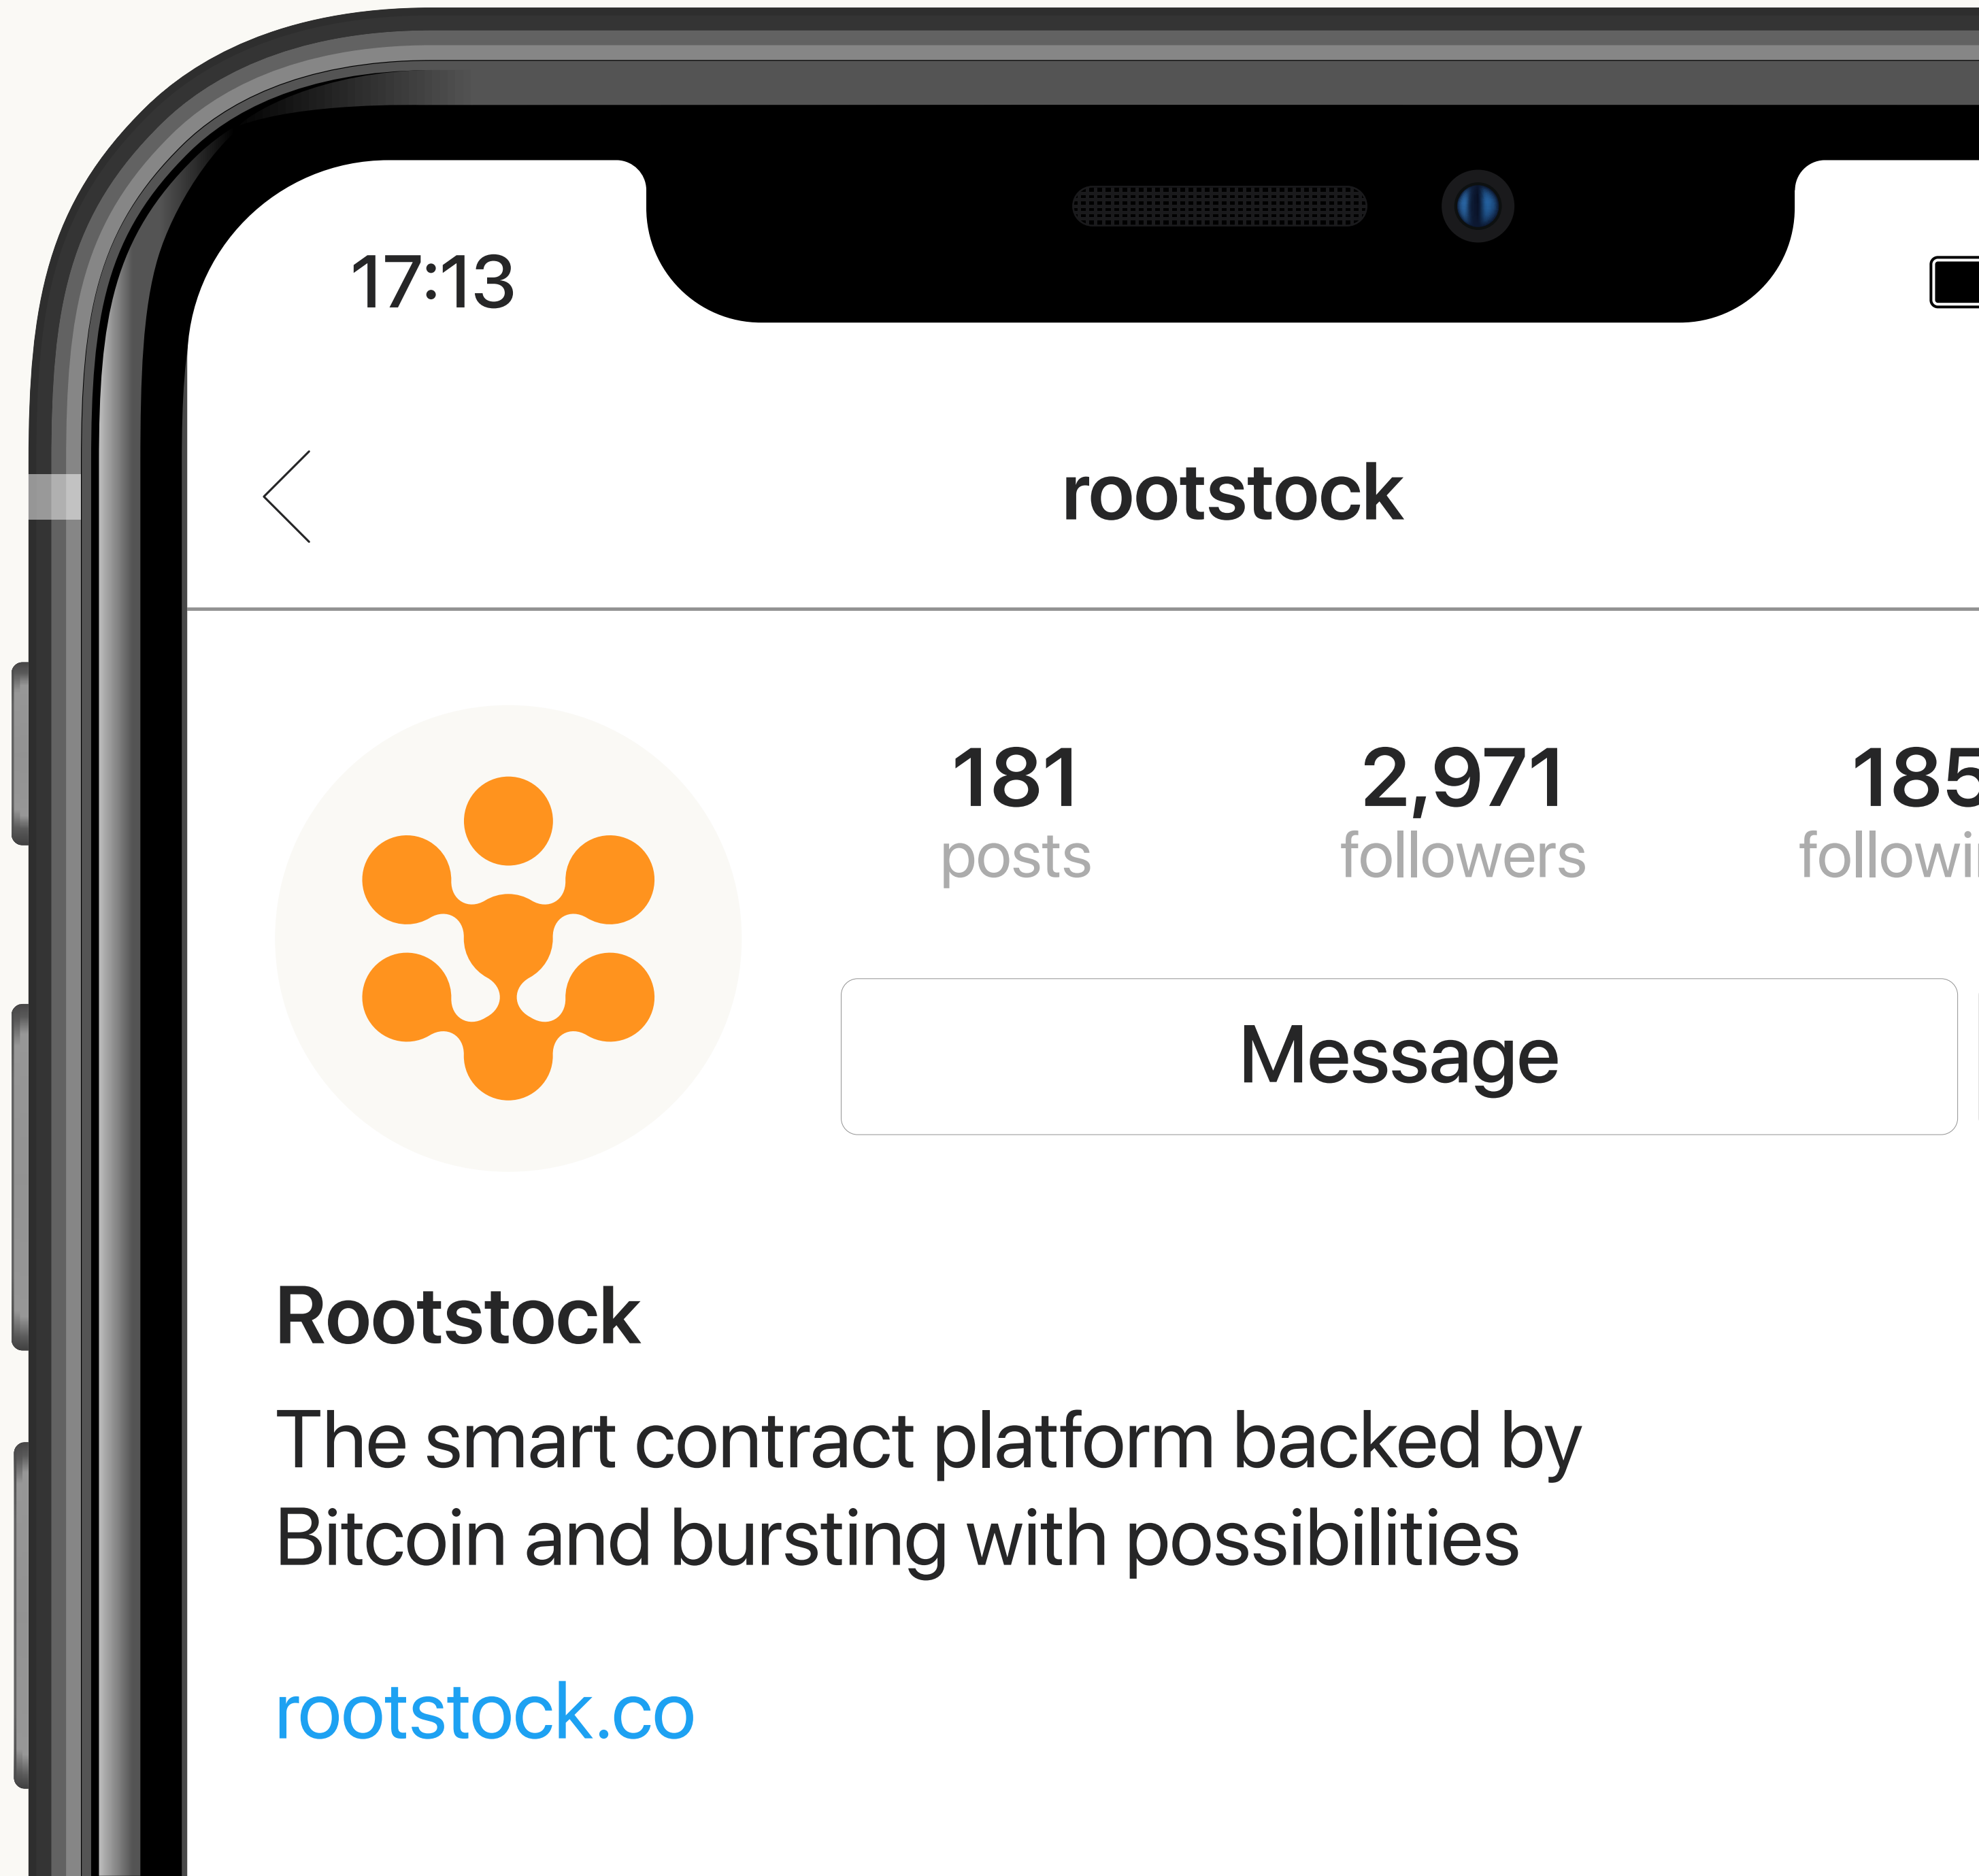 17:13
rootstock
181 2,971 185
posts followers
Message
Rootstock
The smart contract platform backed by
Bitcoin and bursting with possibilities
rootstock.co